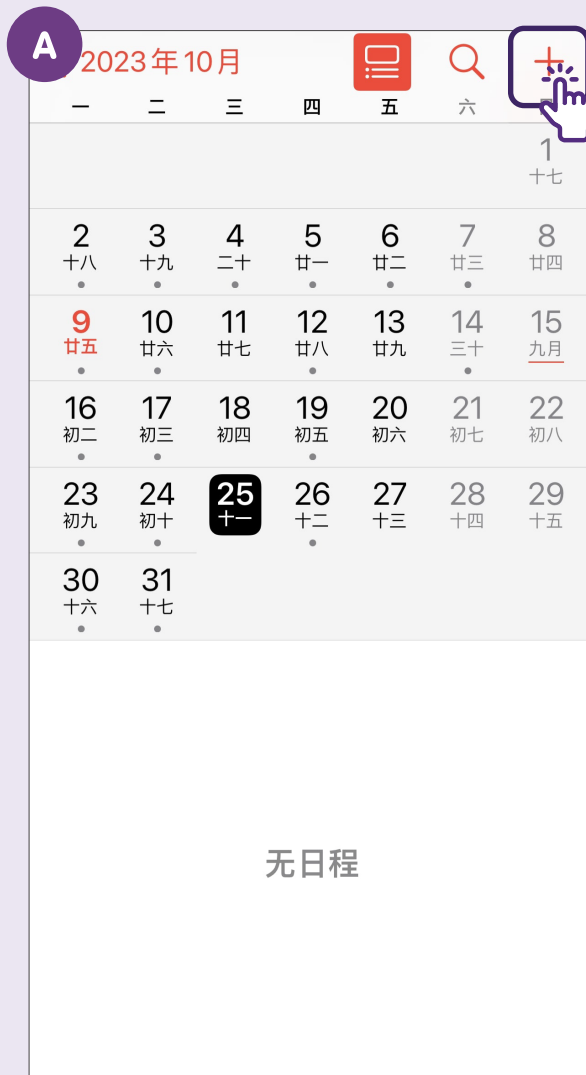 A
2023年10月
一 二 三 四 五 六
1
十七
2 3 4 5 6 7 8
十八 十九 二十 廿一 廿二 廿三 廿四
9 10 11 12 13 14 15
廿五 廿六 廿七 廿八 廿九 三十 九月
16 17 18 19 20 21 22
初二 初三 初四 初五 初六 初七 初八
23 24 25 26 27 28 29
初九 初十 十一 十二 十三 十四 十五
30 31
十六 十七
无日程